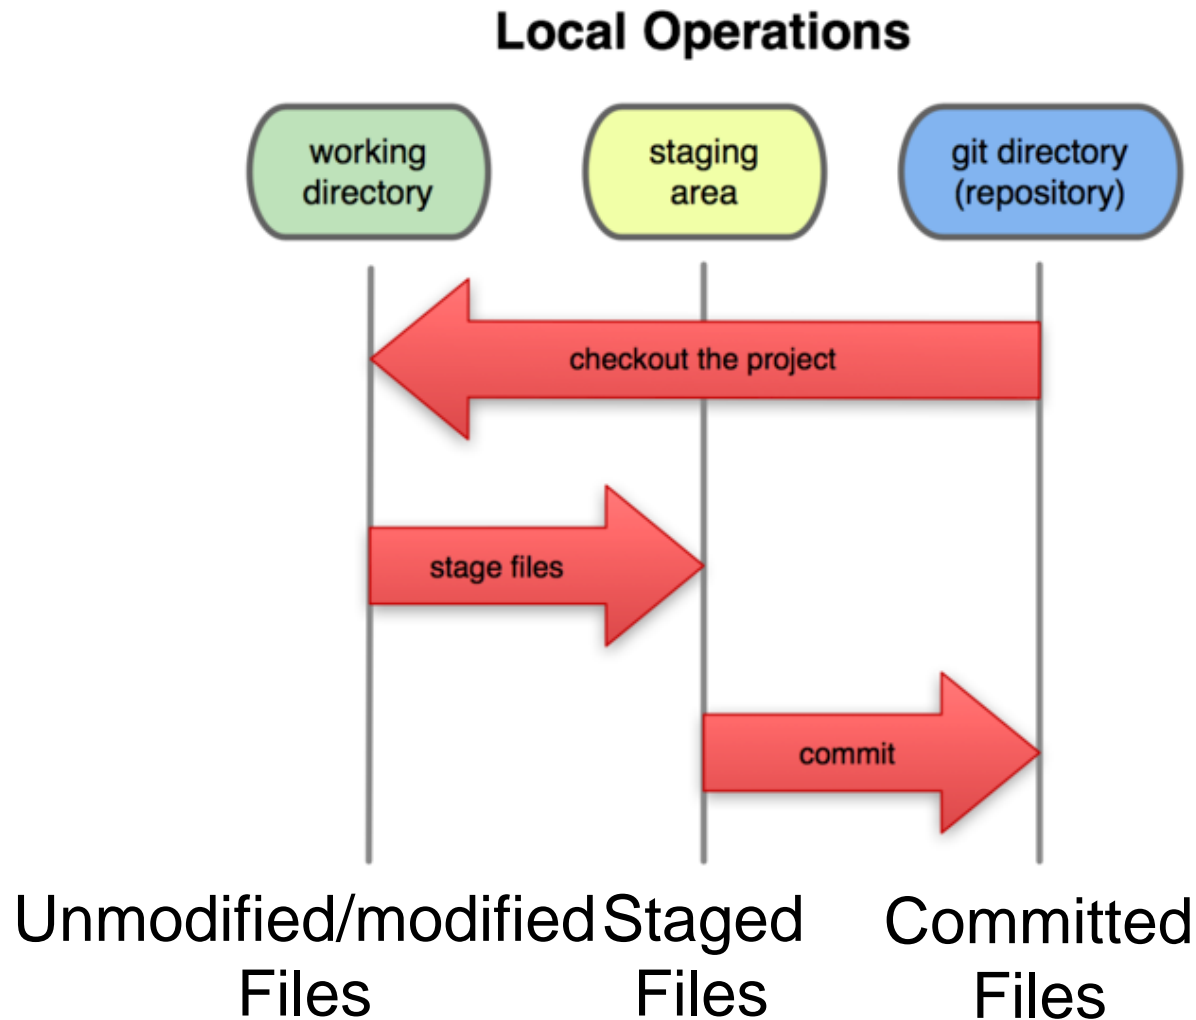 Local Operations
working
directory
staging
area
git directory
(repository)
checkout the project
stage files
commit
Unmodified/modified
Files
Staged
Files
Committed
Files